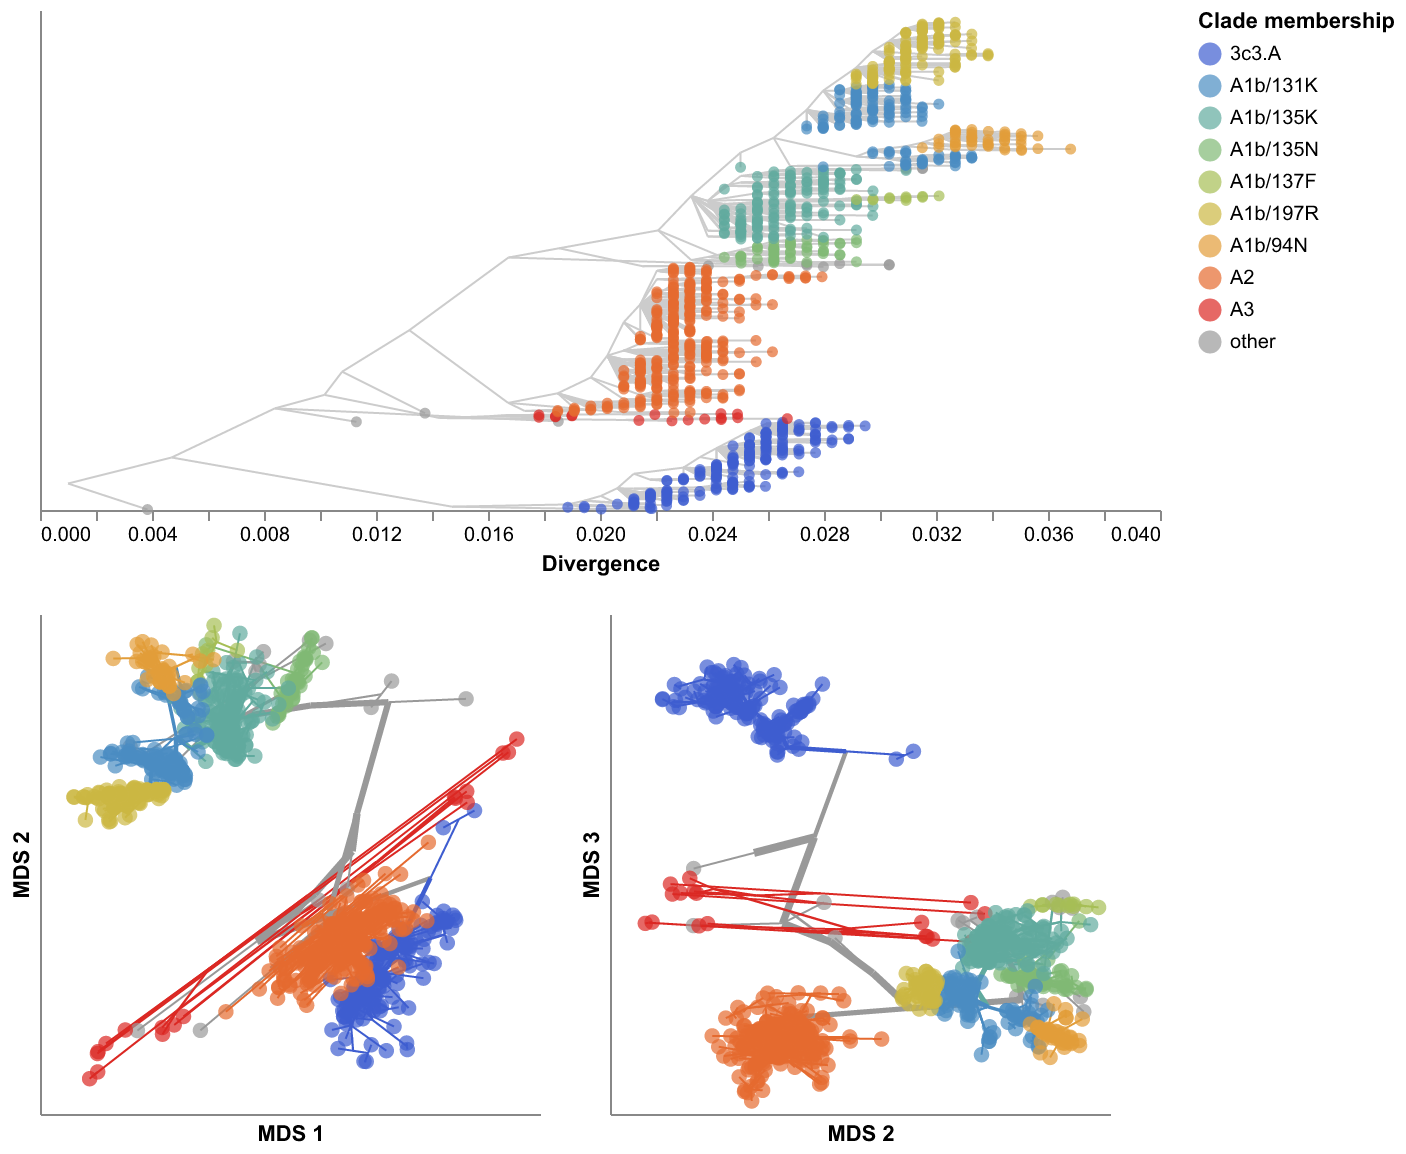 Clade membership
3c3.A
A1b/131K
A1b/135K
A1b/135N
A1b/137F
A1b/197R
A1b/94N
A2
A3
other
0.000 0.004 0.008 0.012 0.016 0.020 0.024 0.028 0.032 0.036 0.040
Divergence
MDS 2
MDS 1
MDS 3
MDS 2